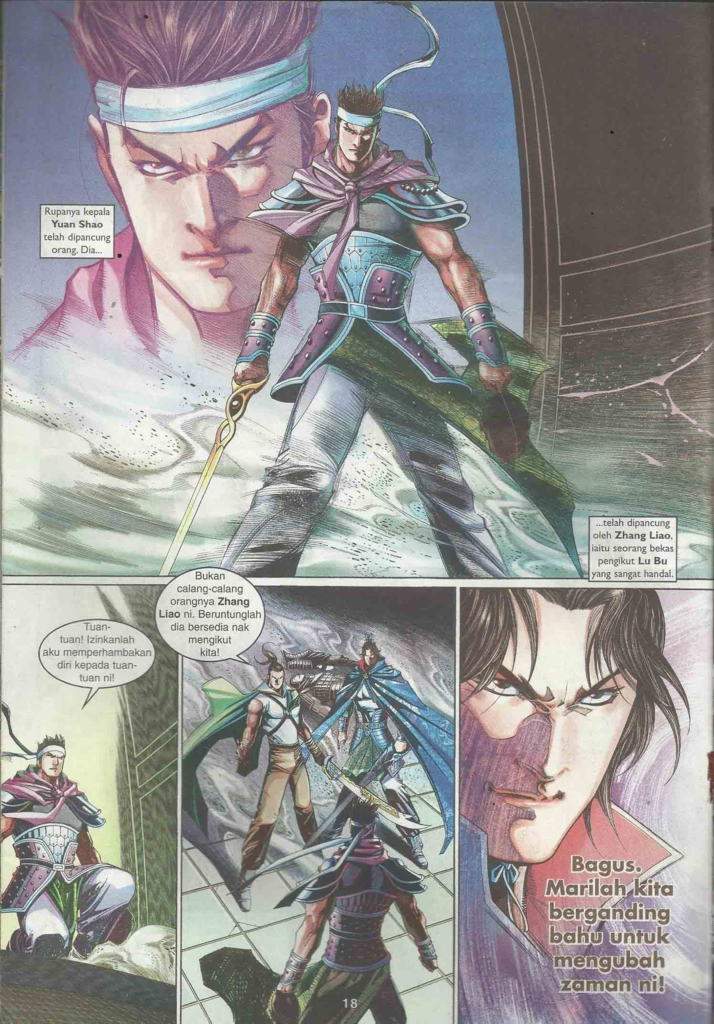 Rupanya kepala
Yuan Shao
telah dipancung
orang. Dia...
...telah dipancung
oleh Zhang Liao,
iaitu seorang bekas
pengikut Lu Bu
yang sangat handal.
Tuan-
tuan! Izinkanlah
aku memperhambakan
diri kepada tuan-
tuan ni!
Bukan
calang-calang
orangnya Zhang
Liao ni. Beruntunglah
dia bersedia nak
mengikut
kita!
Bagus.
Marilah kita
berganding
bahu untuk
mengubah
zaman ni!
18